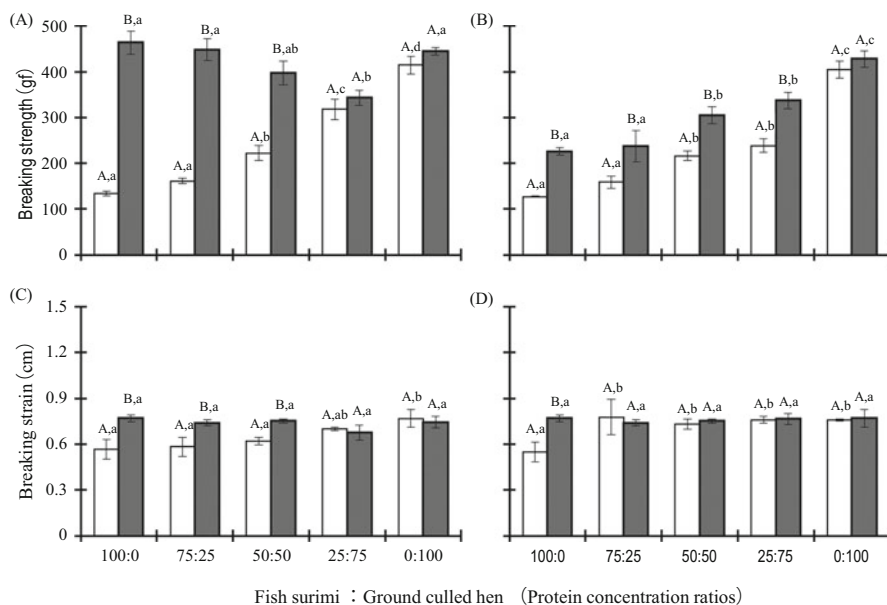 (A)
(B)
Breaking strength (gf)
500
400
300
200
100
0
A,a
B,a
A,a
B,a
A,b
B,ab
A,c
A,b
A,d
A,a
A,a
B,a
A,a
B,a
A,b
B,b
A,b
B,b
A,c
A,c
(C)
(D)
Breaking strain (cm)
1.5
1.2
0.9
0.6
0.3
0
A,a
B,a
A,a
B,a
A,a
B,a
A,ab
A,a
A,b
A,a
A,a
B,a
A,b
A,a
A,b
A,a
A,b
A,a
A,b
A,a
100:0 75:25 50:50 25:75 0:100
100:0 75:25 50:50 25:75 0:100
Fish surimi : Ground culled hen (Protein concentration ratios)